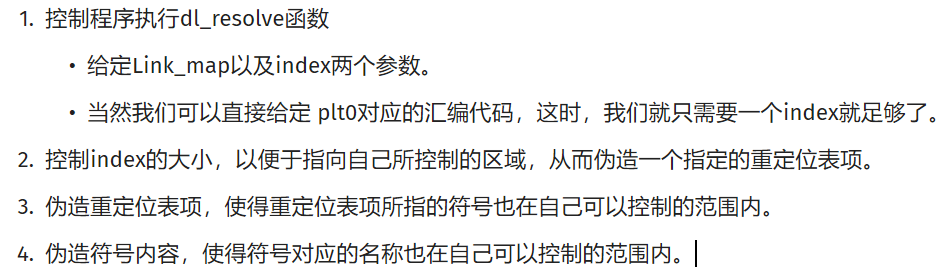 1. 控制程序执行dl_resolve函数
• 给定Link_map以及index两个参数。
• 当然我们可以直接给定 plt0对应的汇编代码，这时，我们就只需要一个index就足够了。
2. 控制index的大小，以便于指向自己所控制的区域，从而伪造一个指定的重定位表项。
3. 伪造重定位表项，使得重定位表项所指的符号也在自己可以控制的范围内。
4. 伪造符号内容，使得符号对应的名称也在自己可以控制的范围内。